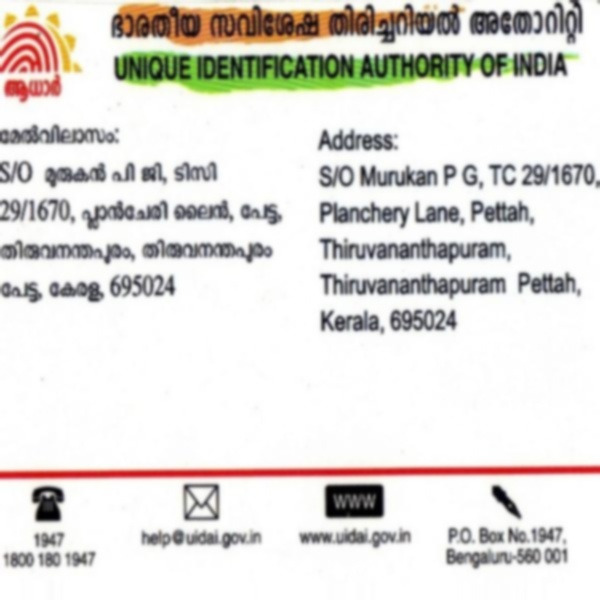 ഭാരതീയ സവിശേഷ തിരിച്ചറിയൽ അതോറിറ്റി
UNIQUE IDENTIFICATION AUTHORITY OF INDIA
ആധാർ
മേൽവിലാസം:
S/O മുരുകൻ പി ജി, ടിസി
29/1670, പ്ലാൻചേരി ലൈൻ, പേട്ട,
തിരുവനന്തപുരം, തിരുവനന്തപുരം
പേട്ട, കേരള, 695024
Address:
S/O Murukan P G, TC 29/1670,
Planchery Lane, Pettah,
Thiruvananthapuram,
Thiruvananthapuram Pettah,
Kerala, 695024
1947
1800 180 1947
help@uidai.gov.in
www
www.uidai.gov.in
P.O. Box No.1947,
Bengaluru-560 001